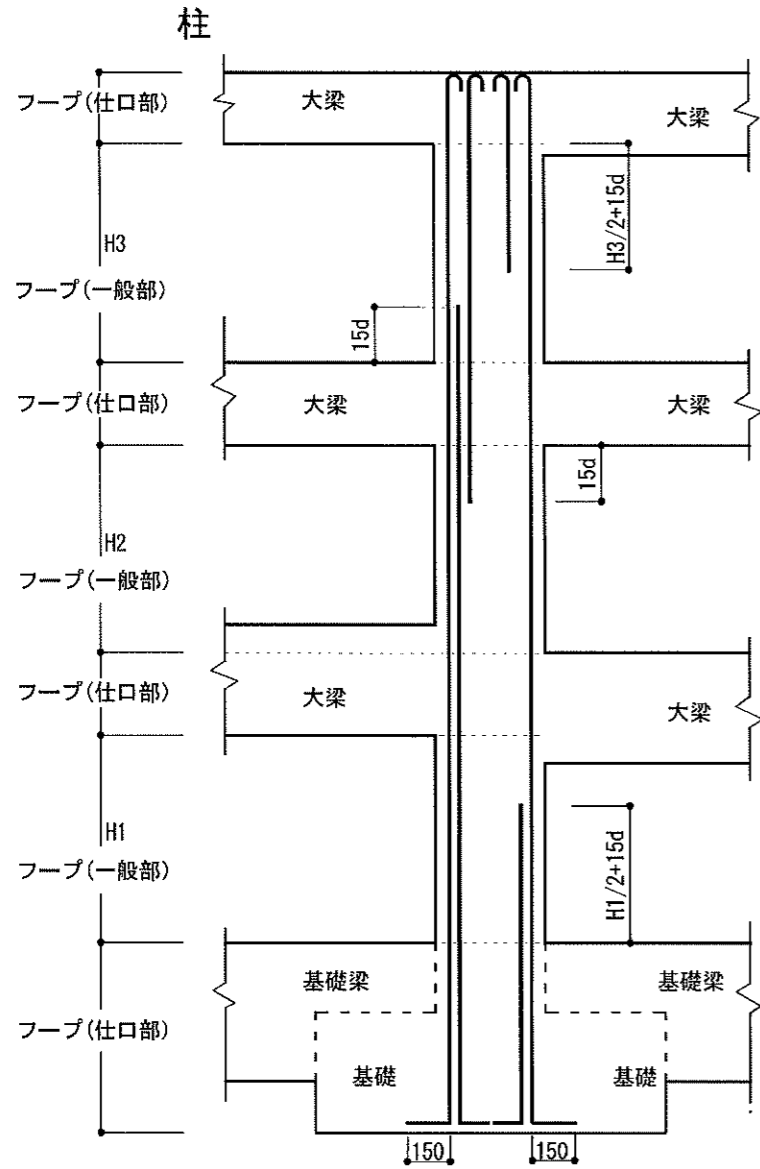 柱
フープ(仕口部)
大梁
大梁
H3
H3/2+15d
フープ(一般部)
15d
フープ(仕口部)
大梁
大梁
15d
H2
フープ(一般部)
フープ(仕口部)
大梁
大梁
H1
H1/2+15d
フープ(一般部)
基礎梁
基礎梁
フープ(仕口部)
基礎
基礎
150
150